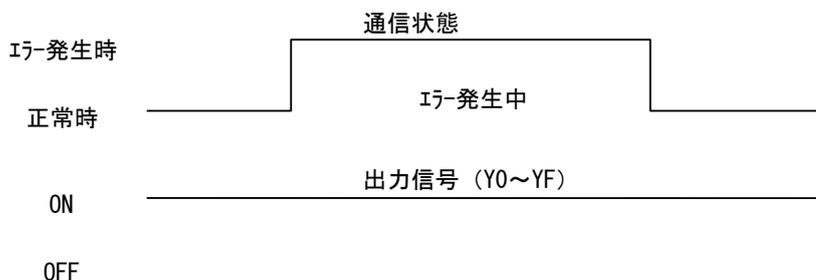 通信状態
ｴﾗｰ発生時
ｴﾗｰ発生中
正常時
出力信号（Y0～YF）
ON
OFF